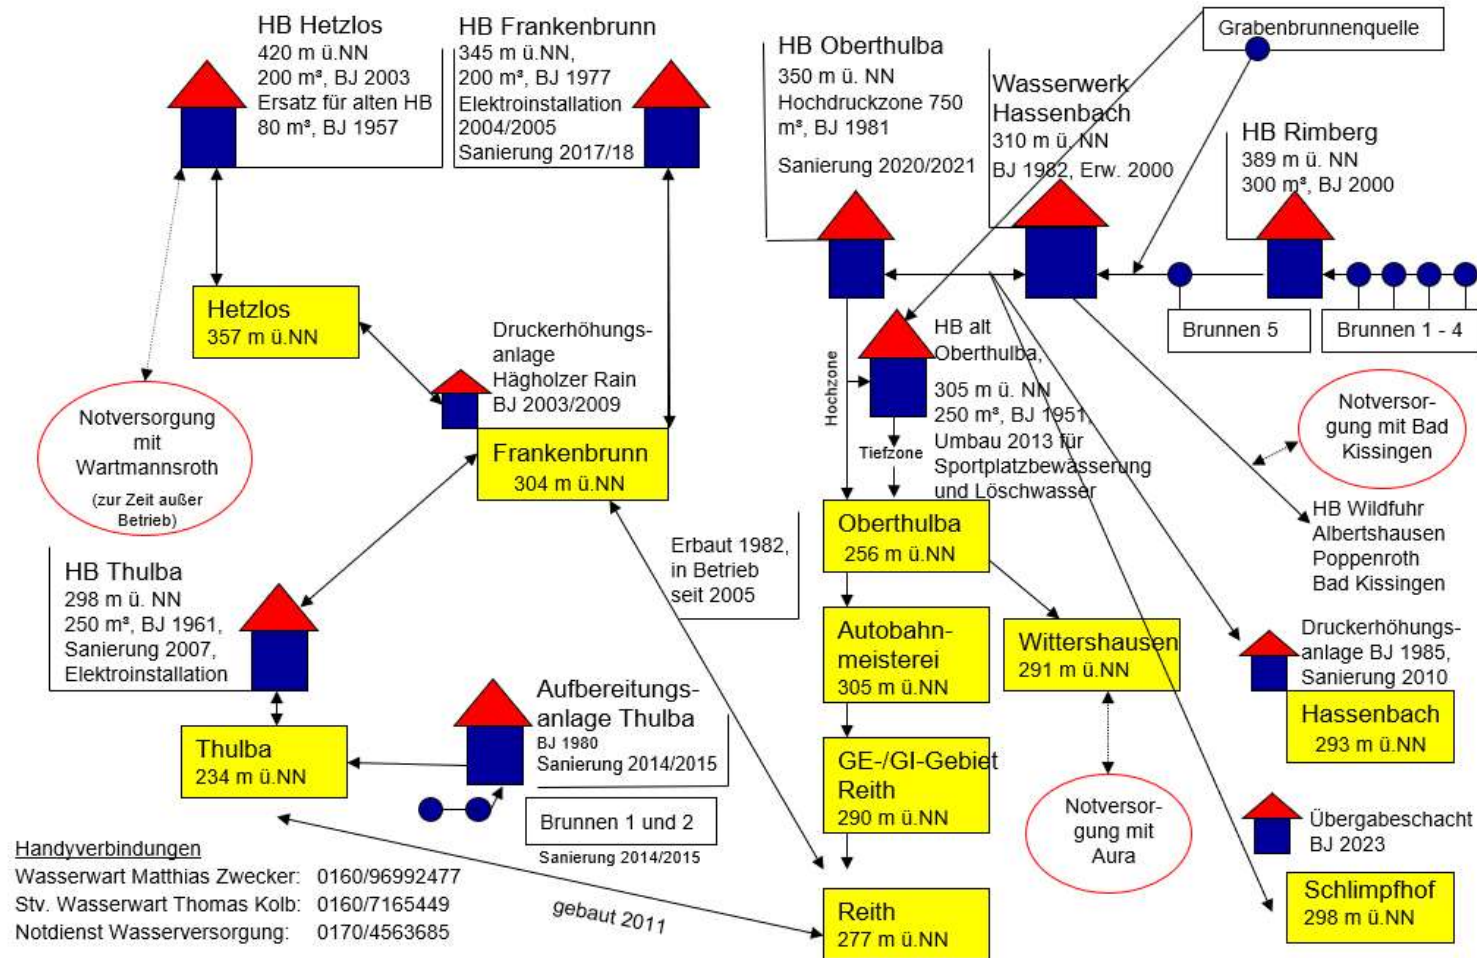 HB Hetzlos
420 m ü.NN
200 m³, BJ 2003
Ersatz für alten HB
80 m³, BJ 1957
HB Frankenbrunn
345 m ü.NN,
200 m³, BJ 1977
Elektroinstallation
2004/2005
Sanierung 2017/18
HB Oberthulba
350 m ü. NN
Hochdruckzone 750
m³, BJ 1981
Sanierung 2020/2021
Wasserwerk
Hassenbach
310 m ü. NN
BJ 1982, Erw. 2000
Grabenbrunnenquelle
HB Rimberg
389 m ü. NN
300 m³, BJ 2000
Brunnen 5
Brunnen 1 - 4
Hetzlos
357 m ü.NN
Druckerhöhungs-
anlage
Hägholzer Rain
BJ 2003/2009
Hochzone
HB alt
Oberthulba,
305 m ü. NN
250 m³, BJ 1951,
Umbau 2013 für
Sportplatzbewässerung
und Löschwasser
Tiefzone
Notversorgung
mit
Wartmannsroth
(zur Zeit außer
Betrieb)
Frankenbrunn
304 m ü.NN
Notversor-
gung mit Bad
Kissingen
HB Wildfuhr
Albertshausen
Poppenroth
Bad Kissingen
Oberthulba
256 m ü.NN
Erbaut 1982,
in Betrieb
seit 2005
HB Thulba
298 m ü. NN
250 m³, BJ 1961,
Sanierung 2007,
Elektroinstallation
Autobahn-
meisterei
305 m ü.NN
Wittershausen
291 m ü.NN
Druckerhöhungs-
anlage BJ 1985,
Sanierung 2010
Hassenbach
293 m ü.NN
Aufbereitungs-
anlage Thulba
BJ 1980
Sanierung 2014/2015
Thulba
234 m ü.NN
GE-/GI-Gebiet
Reith
290 m ü.NN
Brunnen 1 und 2
Sanierung 2014/2015
Notversor-
gung mit
Aura
Übergabeschacht
BJ 2023
Schlimpfhof
298 m ü.NN
Reith
277 m ü.NN
gebaut 2011
Handyverbindungen
Wasserwart Matthias Zwecker: 0160/96992477
Stv. Wasserwart Thomas Kolb: 0160/7165449
Notdienst Wasserversorgung: 0170/4563685